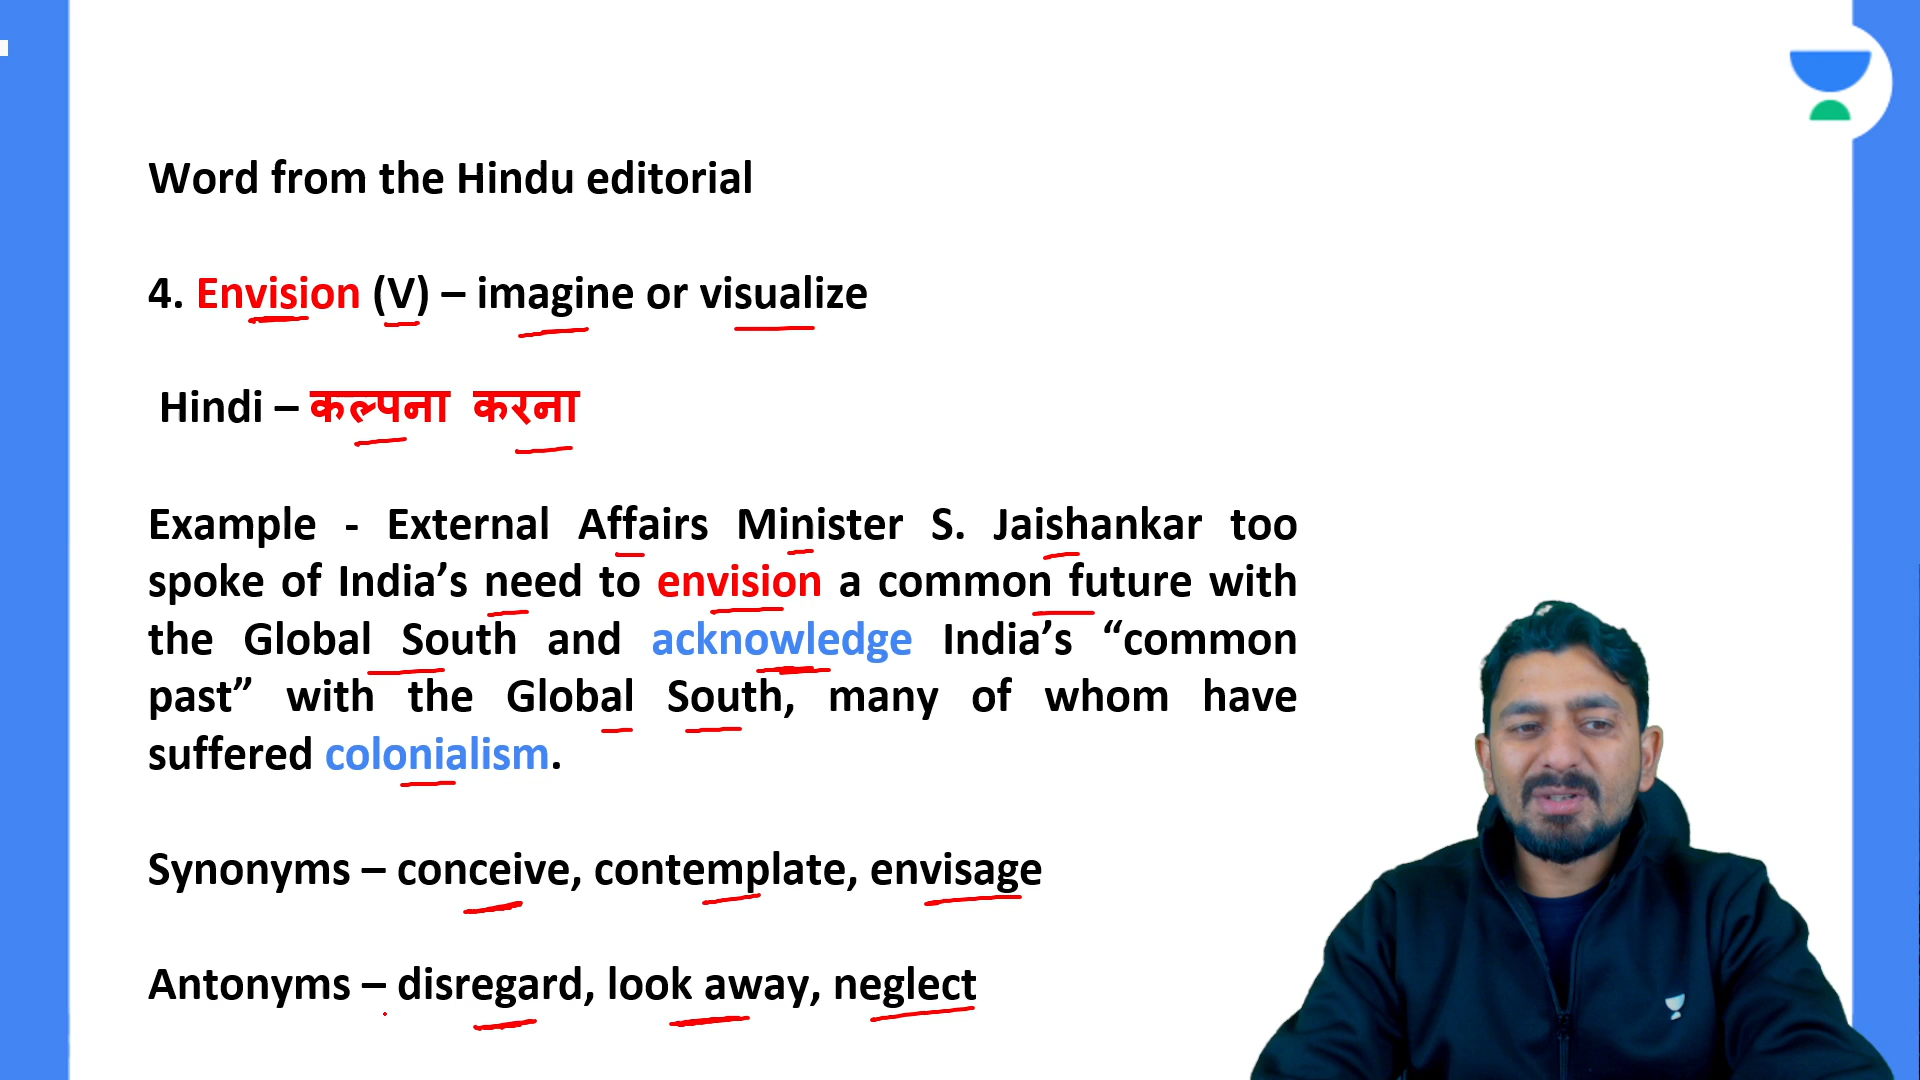 Word from the Hindu editorial
4. Envision (V) – imagine or visualize
Hindi – कल्पना करना
Example - External Affairs Minister S. Jaishankar too
spoke of India’s need to envision a common future with
the Global South and acknowledge India’s “common
past” with the Global South, many of whom have
suffered colonialism.
Synonyms – conceive, contemplate, envisage
Antonyms – disregard, look away, neglect